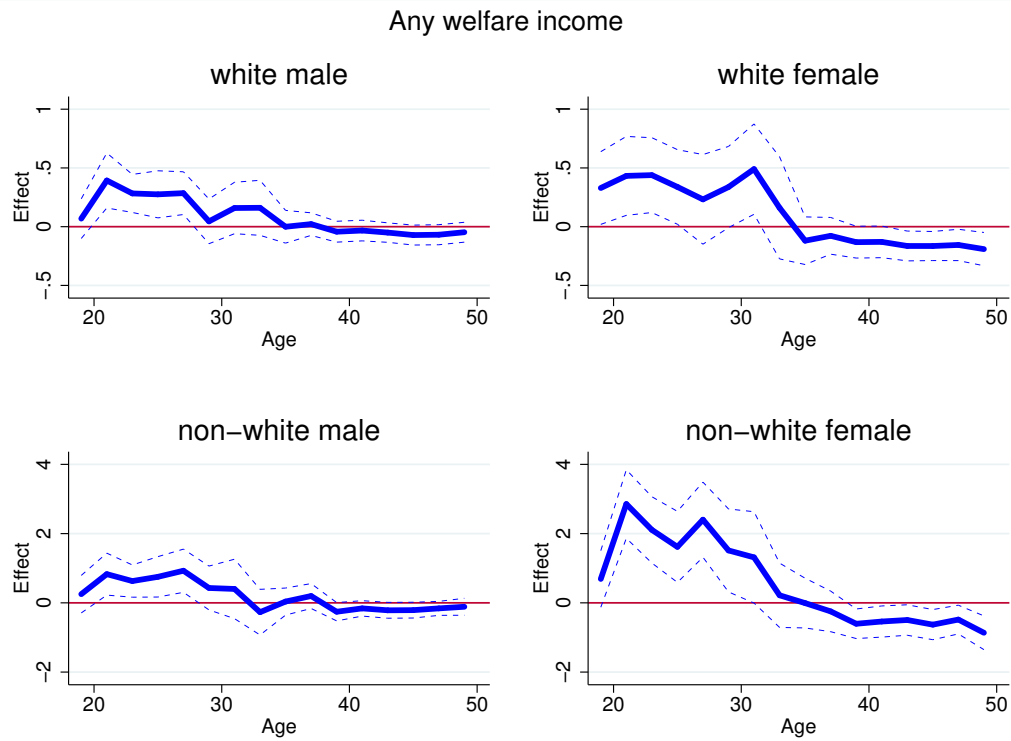 Any welfare income
white male
white female
1
.5
0
−.5
Effect
20 30 40 50
Age
1
.5
0
−.5
Effect
20 30 40 50
Age
non−white male
non−white female
4
2
0
−2
Effect
20 30 40 50
Age
4
2
0
−2
Effect
20 30 40 50
Age